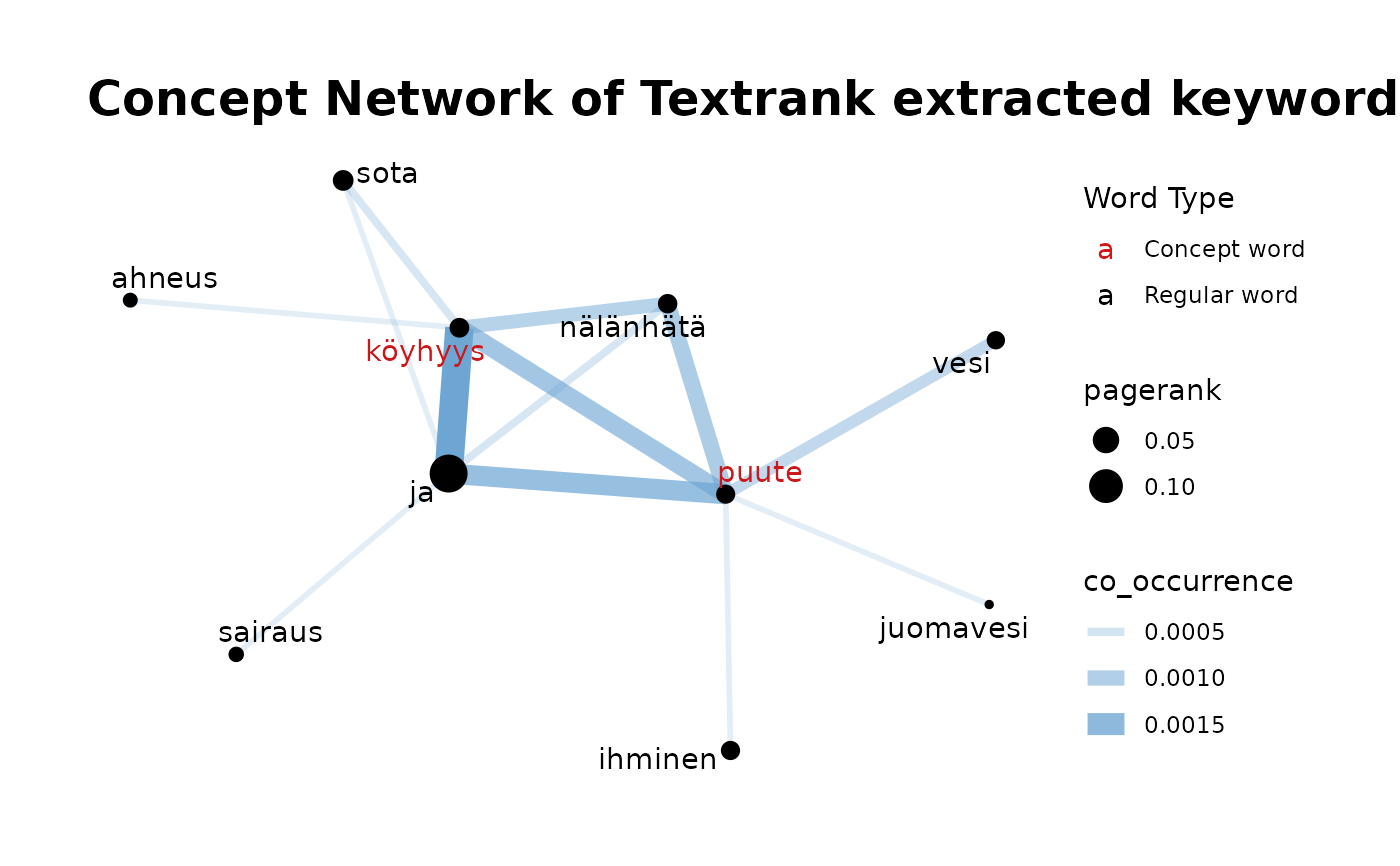 Concept Network of Textrank extracted keyword
sota
Word Type
a Concept word
ahneus
a Regular word
nälänhätä
köyhyys
vesi
pagerank
0.05
puute
ja
0.10
co_occurrence
sairaus
juomavesi
0.0005
0.0010
0.0015
ihminen